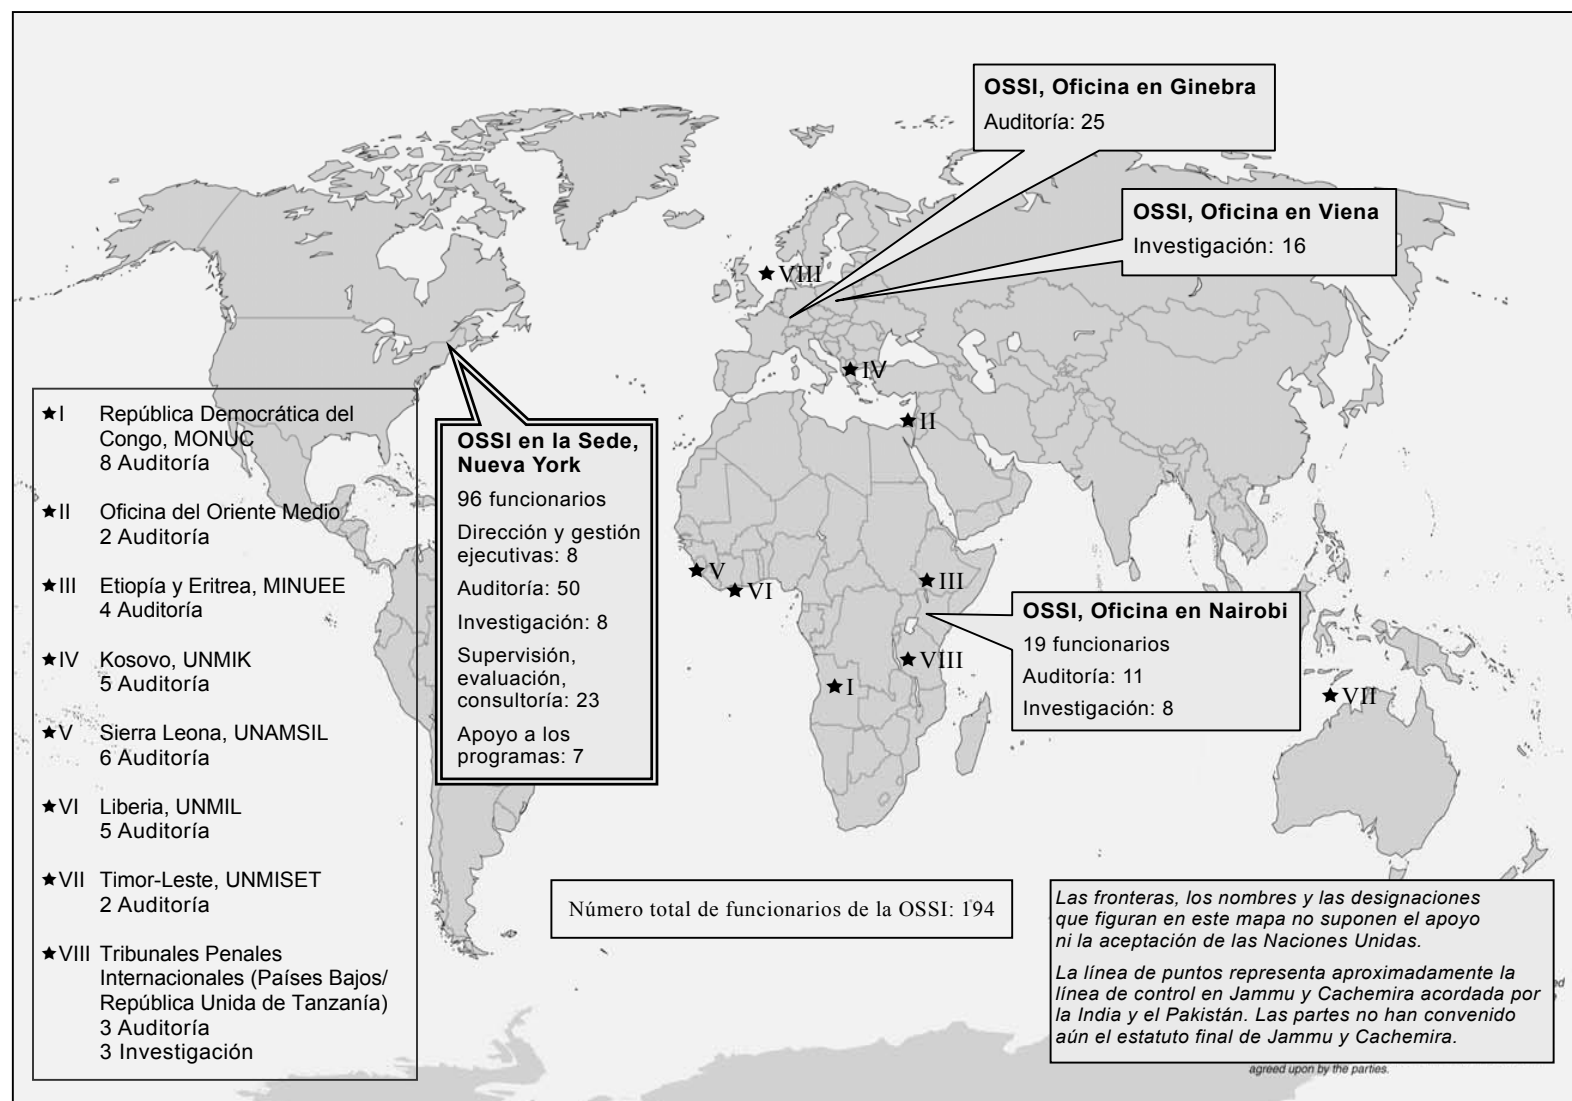 OSSI, Oficina en Ginebra
Auditoría: 25
OSSI, Oficina en Viena
Investigación: 16
★VIII
★IV
★II
★V
★VI
★III
★VIII
★I
★VII
★I República Democrática del
Congo, MONUC
8 Auditoría
★II Oficina del Oriente Medio
2 Auditoría
★III Etiopía y Eritrea, MINUEE
4 Auditoría
★IV Kosovo, UNMIK
5 Auditoría
★V Sierra Leona, UNAMSIL
6 Auditoría
★VI Liberia, UNMIL
5 Auditoría
★VII Timor-Leste, UNMISET
2 Auditoría
★VIII Tribunales Penales
Internacionales (Países Bajos/
República Unida de Tanzanía)
3 Auditoría
3 Investigación
OSSI en la Sede,
Nueva York
96 funcionarios
Dirección y gestión
ejecutivas: 8
Auditoría: 50
Investigación: 8
Supervisión,
evaluación,
consultoría: 23
Apoyo a los
programas: 7
OSSI, Oficina en Nairobi
19 funcionarios
Auditoría: 11
Investigación: 8
Número total de funcionarios de la OSSI: 194
Las fronteras, los nombres y las designaciones
que figuran en este mapa no suponen el apoyo
ni la aceptación de las Naciones Unidas.
La línea de puntos representa aproximadamente la
línea de control en Jammu y Cachemira acordada por
la India y el Pakistán. Las partes no han convenido
aún el estatuto final de Jammu y Cachemira.
agreed upon by the parties.